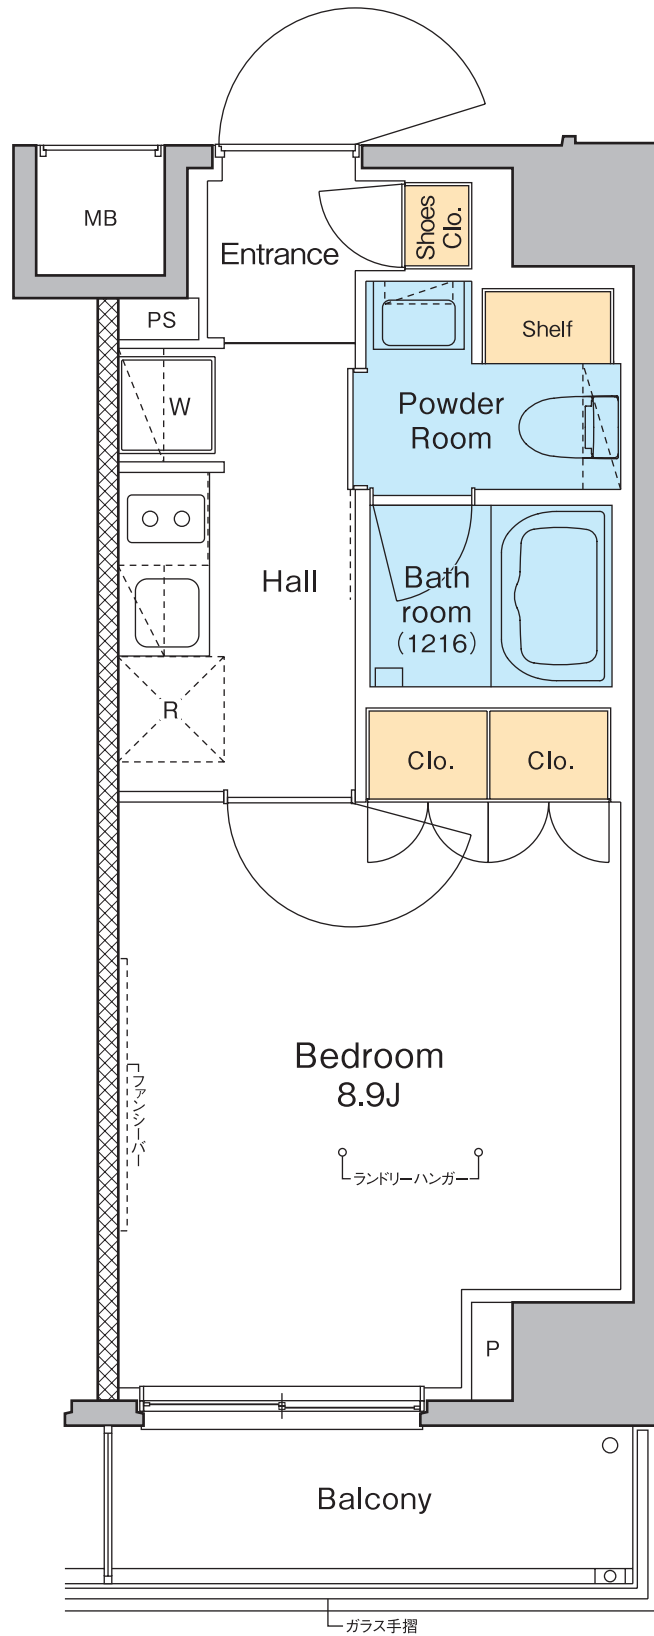 MB
Entrance
Shoes
Clo.
PS
Shelf
W
Powder
Room
Hall
Bath
room
(1216)
R
Clo.
Clo.
Bedroom
8.9J
ファンシーバー
ランドリーハンガー
P
Balcony
ガラス手摺